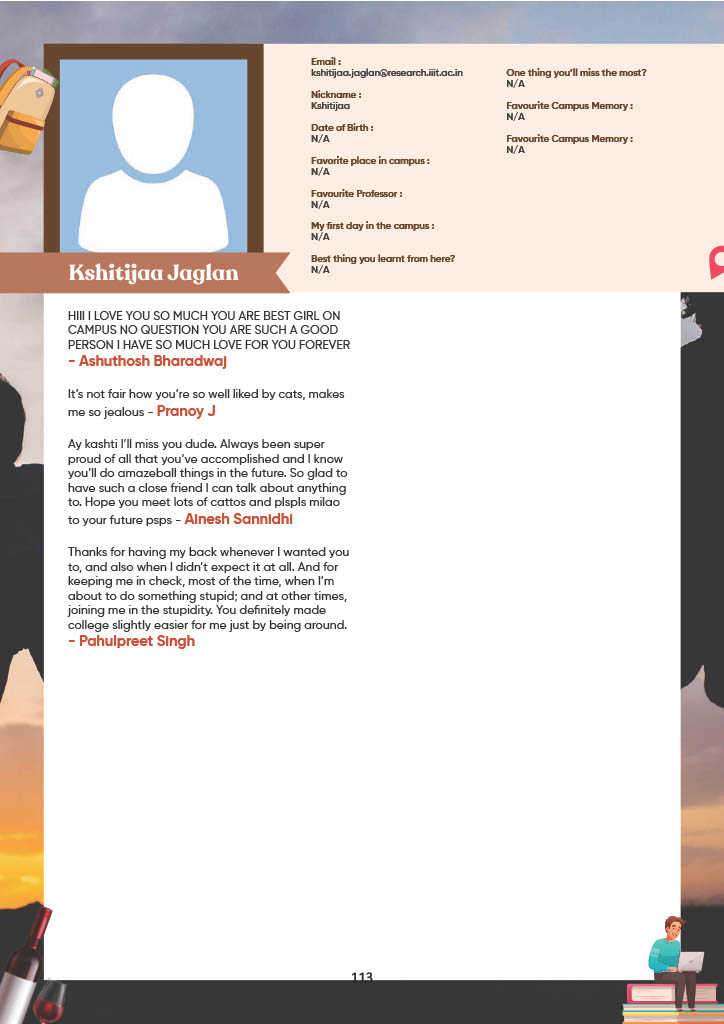 Email :
kshitijaa.jaglan@research.iiit.ac.in
Nickname :
Kshitijaa
Date of Birth :
N/A
Favorite place in campus :
N/A
Favourite Professor :
N/A
My first day in the campus :
N/A
Best thing you learnt from here?
N/A
One thing you'll miss the most?
N/A
Favourite Campus Memory :
N/A
Favourite Campus Memory :
N/A
Kshitijaa Jaglan
HIII I LOVE YOU SO MUCH YOU ARE BEST GIRL ON
CAMPUS NO QUESTION YOU ARE SUCH A GOOD
PERSON I HAVE SO MUCH LOVE FOR YOU FOREVER
- Ashuthosh Bharadwaj
It's not fair how you're so well liked by cats, makes
me so jealous - Pranoy J
Ay kashti I'll miss you dude. Always been super
proud of all that you've accomplished and I know
you'll do amazeball things in the future. So glad to
have such a close friend I can talk about anything
to. Hope you meet lots of cattos and plspls milao
to your future psps - Ainesh Sannidhi
Thanks for having my back whenever I wanted you
to, and also when I didn't expect it at all. And for
keeping me in check, most of the time, when I'm
about to do something stupid; and at other times,
joining me in the stupidity. You definitely made
college slightly easier for me just by being around.
- Pahulpreet Singh
113